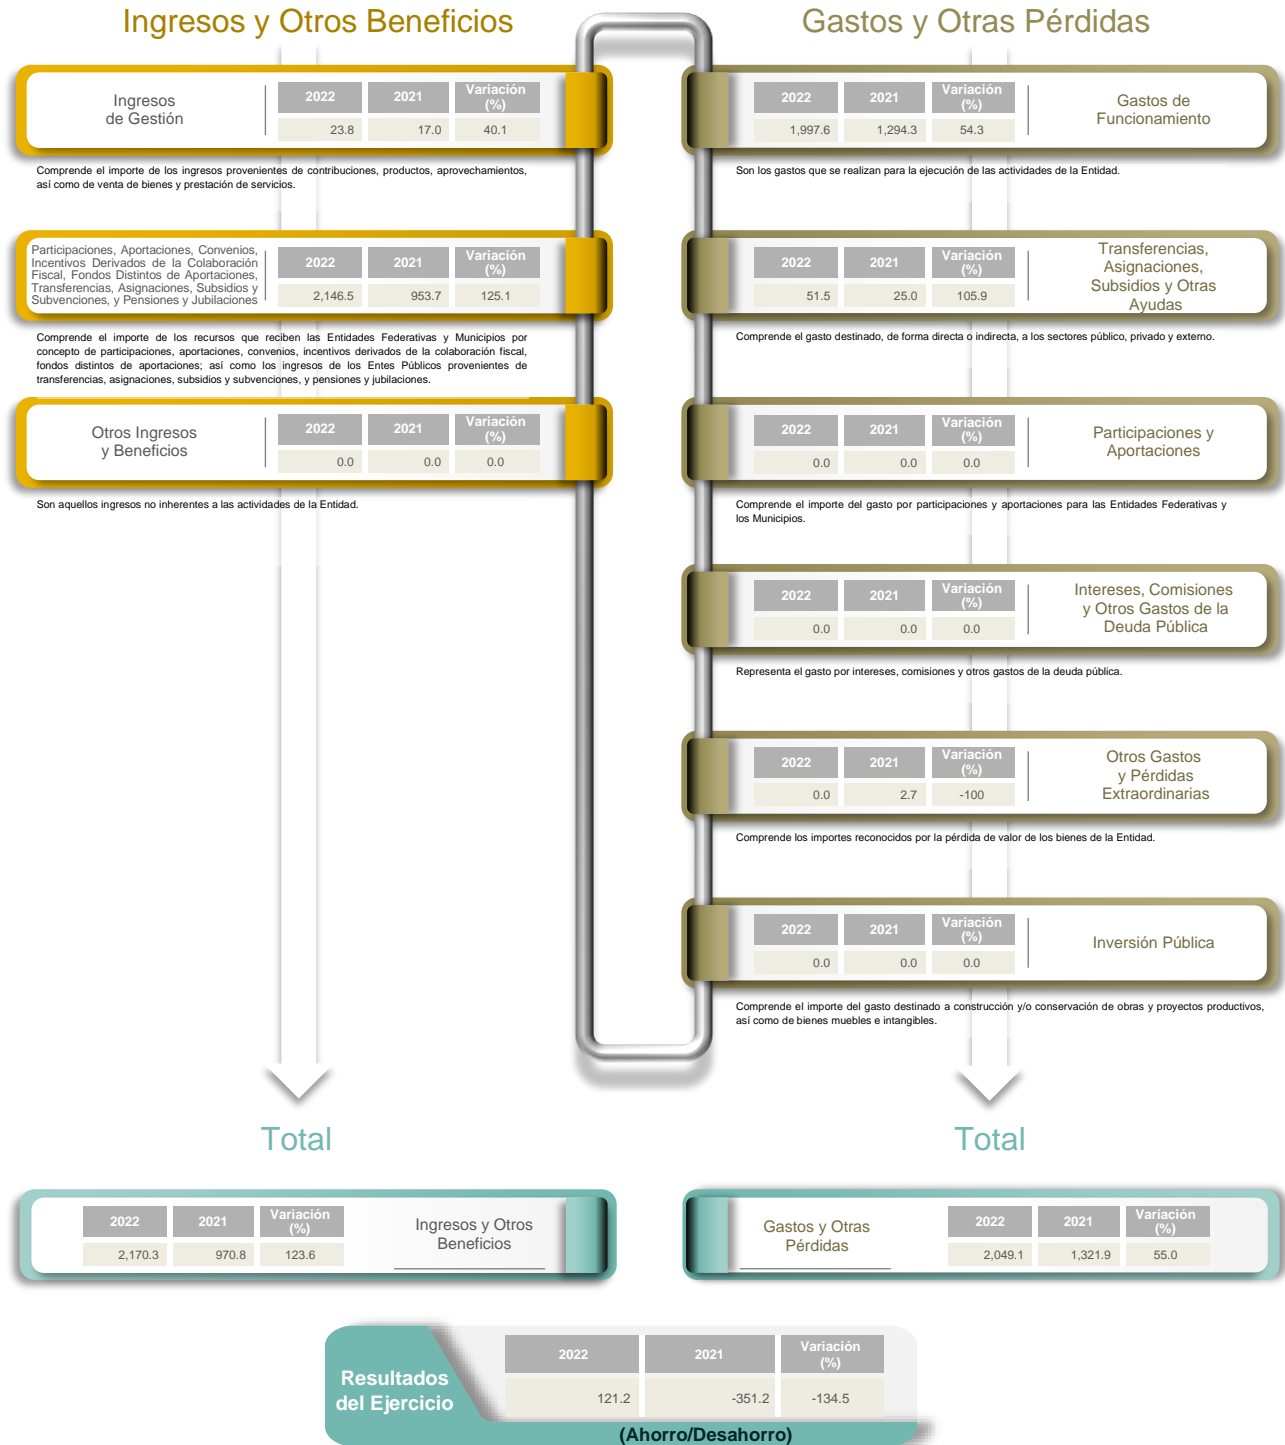 Ingresos y Otros Beneficios
Ingresos
de Gestión
2022 2021 Variación (%)
23.8 17.0 40.1
Comprende el importe de los ingresos provenientes de contribuciones, productos, aprovechamientos,
así como de venta de bienes y prestación de servicios.
Participaciones, Aportaciones, Convenios,
Incentivos Derivados de la Colaboración
Fiscal, Fondos Distintos de Aportaciones,
Transferencias, Asignaciones, Subsidios y
Subvenciones, y Pensiones y Jubilaciones
2022 2021 Variación (%)
2,146.5 953.7 125.1
Comprende el importe de los recursos que reciben las Entidades Federativas y Municipios por
concepto de participaciones, aportaciones, convenios, incentivos derivados de la colaboración fiscal,
fondos distintos de aportaciones; así como los ingresos de los Entes Públicos provenientes de
transferencias, asignaciones, subsidios y subvenciones, y pensiones y jubilaciones.
Otros Ingresos
y Beneficios
2022 2021 Variación (%)
0.0 0.0 0.0
Son aquellos ingresos no inherentes a las actividades de la Entidad.
Gastos y Otras Pérdidas
2022 2021 Variación (%)
1,997.6 1,294.3 54.3
Gastos de
Funcionamiento
Son los gastos que se realizan para la ejecución de las actividades de la Entidad.
2022 2021 Variación (%)
51.5 25.0 105.9
Transferencias,
Asignaciones,
Subsidios y Otras
Ayudas
Comprende el gasto destinado, de forma directa o indirecta, a los sectores público, privado y externo.
2022 2021 Variación (%)
0.0 0.0 0.0
Participaciones y
Aportaciones
Comprende el importe del gasto por participaciones y aportaciones para las Entidades Federativas y
los Municipios.
2022 2021 Variación (%)
0.0 0.0 0.0
Intereses, Comisiones
y Otros Gastos de la
Deuda Pública
Representa el gasto por intereses, comisiones y otros gastos de la deuda pública.
2022 2021 Variación (%)
0.0 2.7 -100
Otros Gastos
y Pérdidas
Extraordinarias
Comprende los importes reconocidos por la pérdida de valor de los bienes de la Entidad.
2022 2021 Variación (%)
0.0 0.0 0.0
Inversión Pública
Comprende el importe del gasto destinado a construcción y/o conservación de obras y proyectos productivos,
así como de bienes muebles e intangibles.
Total
2022 2021 Variación (%)
2,170.3 970.8 123.6
Ingresos y Otros
Beneficios
Total
Gastos y Otras
Pérdidas
2022 2021 Variación (%)
2,049.1 1,321.9 55.0
Resultados
del Ejercicio
2022 2021 Variación (%)
121.2 -351.2 -134.5
(Ahorro/Desahorro)